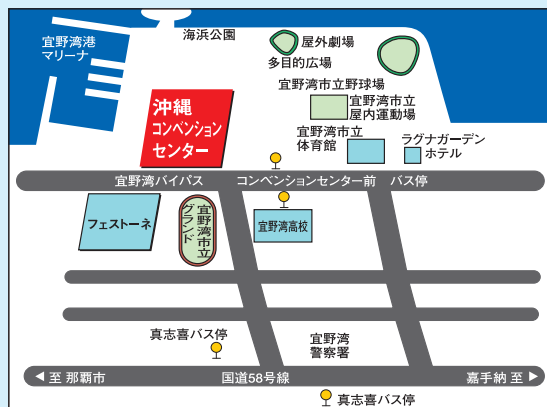 宜野湾港
マリーナ
海浜公園
屋外劇場
多目的広場
宜野湾市立野球場
宜野湾市立
屋内運動場
沖縄
コンベンション
センター
宜野湾市立
体育館
ラグナガーデン
ホテル
宜野湾バイパス
コンベンションセンター前 バス停
フェストーネ
宜野湾市立
グランド
宜野湾高校
真志喜バス停
宜野湾
警察署
◀ 至 那覇市
国道58号線
嘉手納 至 ▶
真志喜バス停